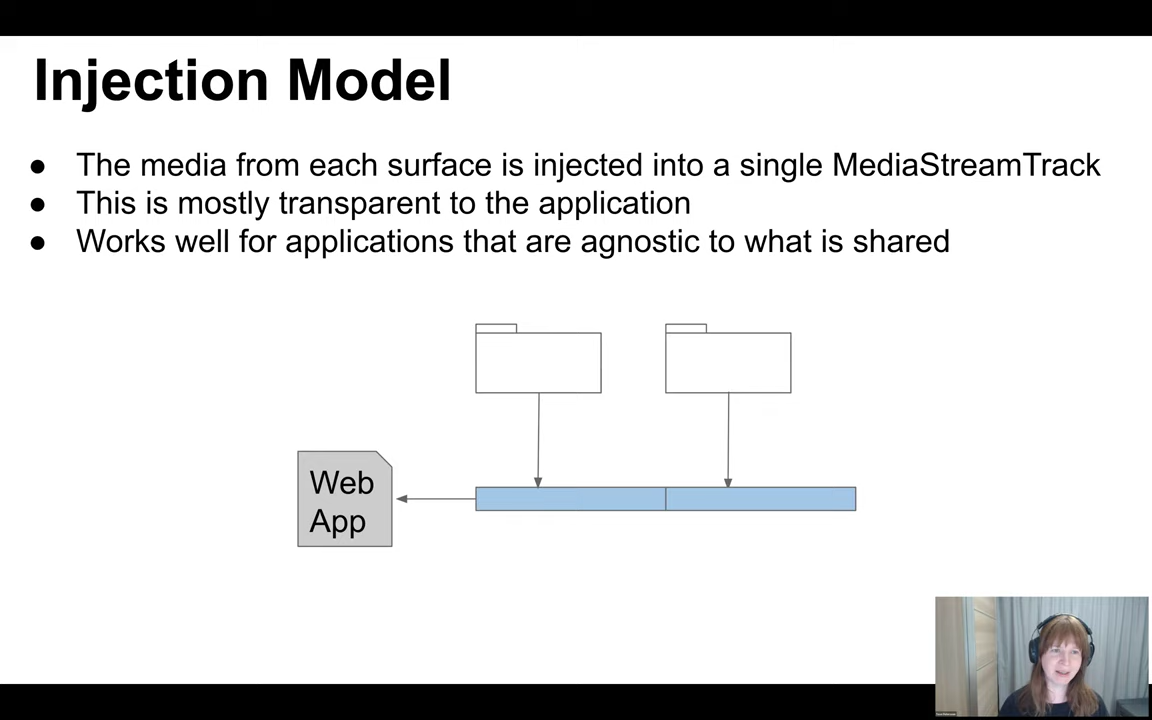 Injection Model
● The media from each surface is injected into a single MediaStreamTrack
● This is mostly transparent to the application
● Works well for applications that are agnostic to what is shared
Web
App